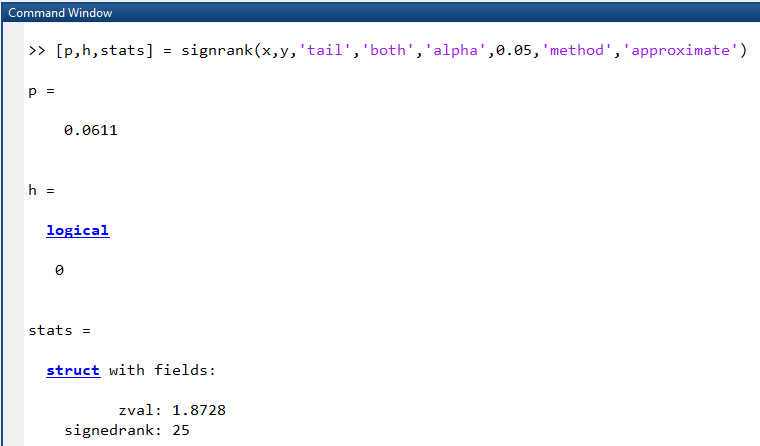 Command Window
>> [p,h,stats] = signrank(x,y,'tail','both','alpha',0.05,'method','approximate')
p =
0.0611
h =
logical
0
stats =
struct with fields:
zval: 1.8728
signedrank: 25